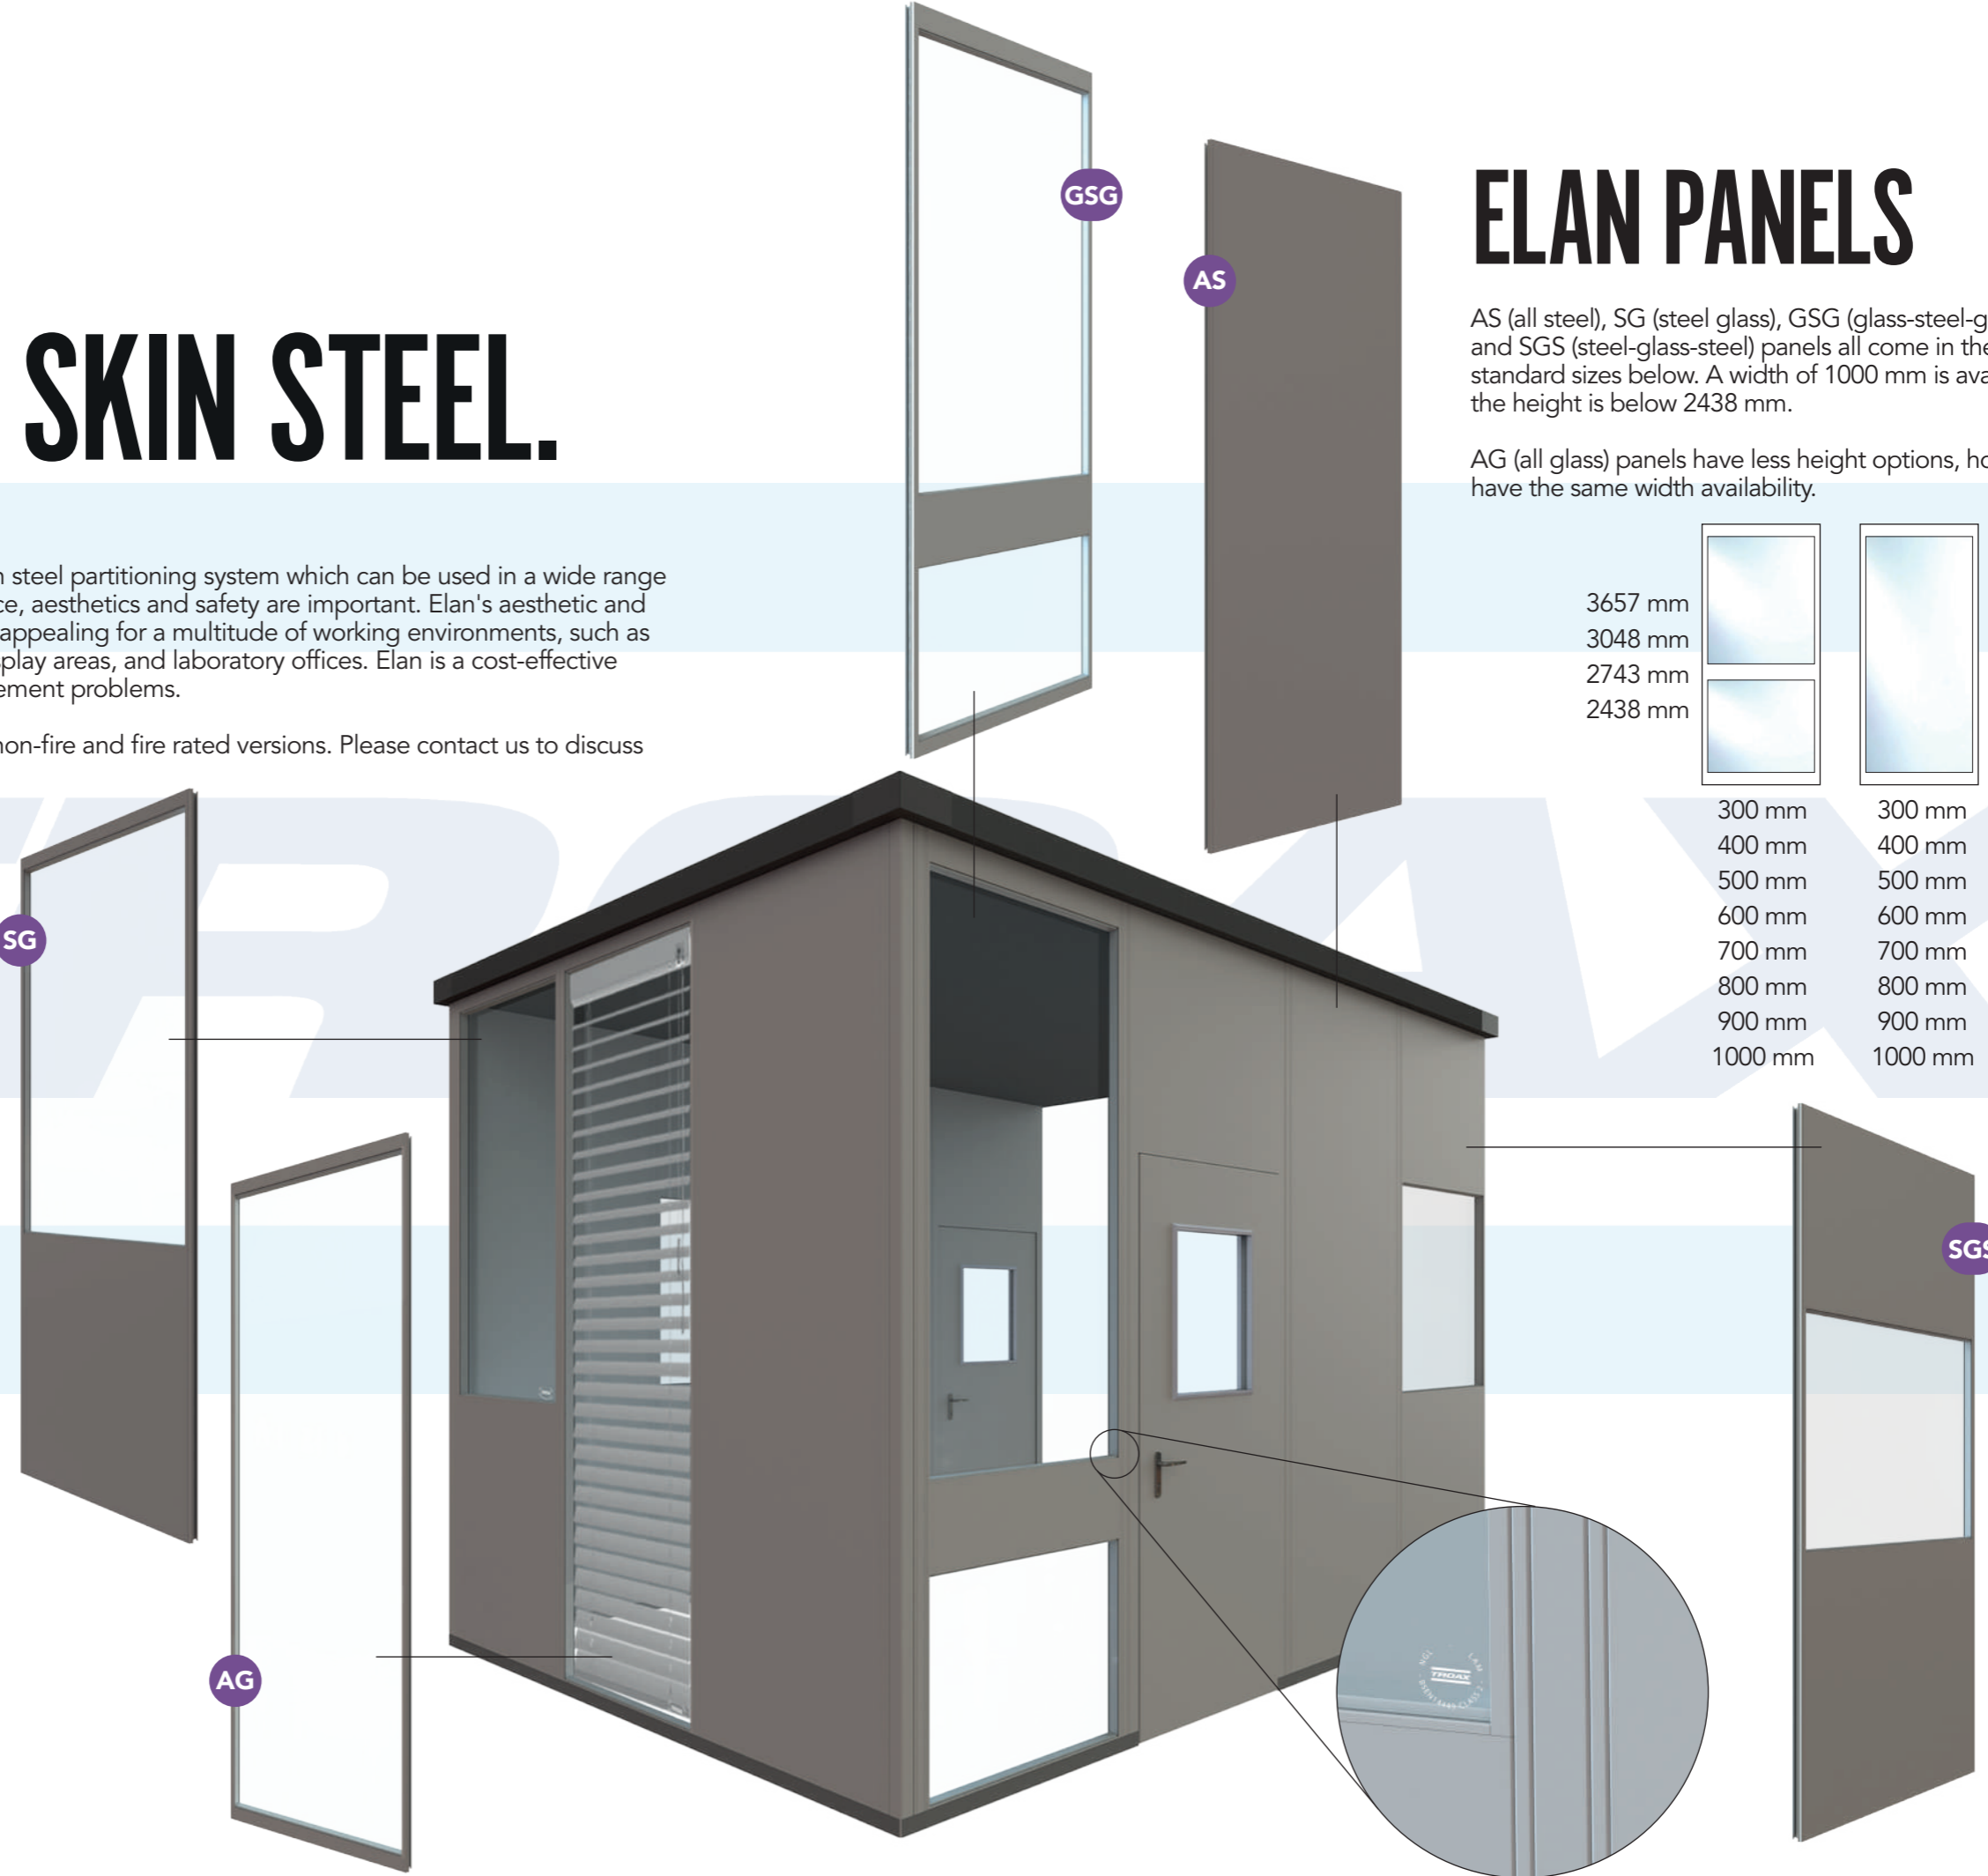 SKIN STEEL.
steel partitioning system which can be used in a wide range
aesthetics and safety are important. Elan's aesthetic and
appealing for a multitude of working environments, such as
areas, and laboratory offices. Elan is a cost-effective
problems.
non-fire and fire rated versions. Please contact us to discuss
GSG
AS
SG
AG
SGS
ELAN PANELS
AS (all steel), SG (steel glass), GSG (glass-steel-g
and SGS (steel-glass-steel) panels all come in the
standard sizes below. A width of 1000 mm is ava
the height is below 2438 mm.
AG (all glass) panels have less height options, ho
have the same width availability.
3657 mm
3048 mm
2743 mm
2438 mm
300 mm
400 mm
500 mm
600 mm
700 mm
800 mm
900 mm
1000 mm
300 mm
400 mm
500 mm
600 mm
700 mm
800 mm
900 mm
1000 mm
TROAX
TROAX